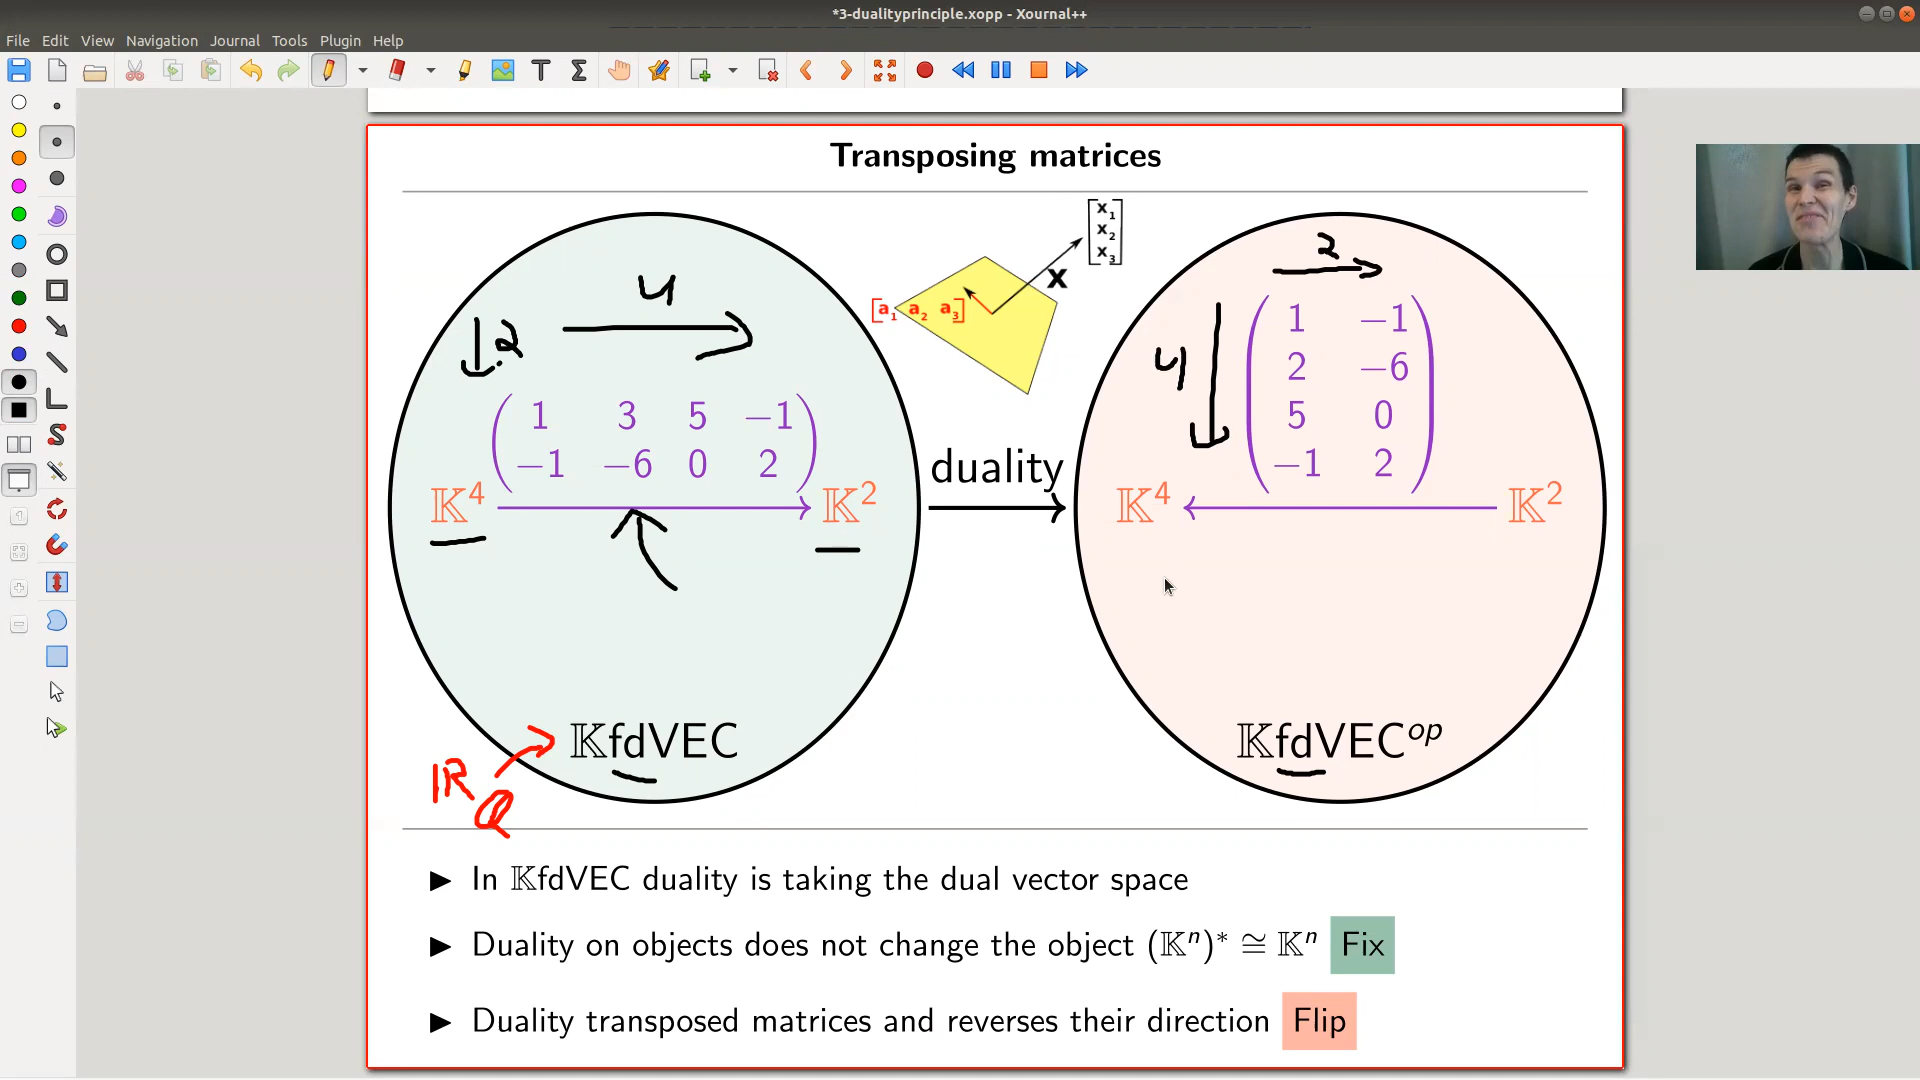 *3-dualityprinciple.xopp - Xournal++
File Edit View Navigation Journal Tools Plugin Help
Transposing matrices
4
2
x₁
x₂
x₃
x
[a₁ a₂ a₃]
2
4
1 3 5 −1
−1 −6 0 2
𝕂⁴ 𝕂²
duality
1 −1
2 −6
5 0
−1 2
𝕂⁴ 𝕂²
𝕂fdVEC
ℝ
ℚ
𝕂fdVECᵒᵖ
▶ In 𝕂fdVEC duality is taking the dual vector space
▶ Duality on objects does not change the object (𝕂ⁿ)* ≅ 𝕂ⁿ Fix
▶ Duality transposed matrices and reverses their direction Flip